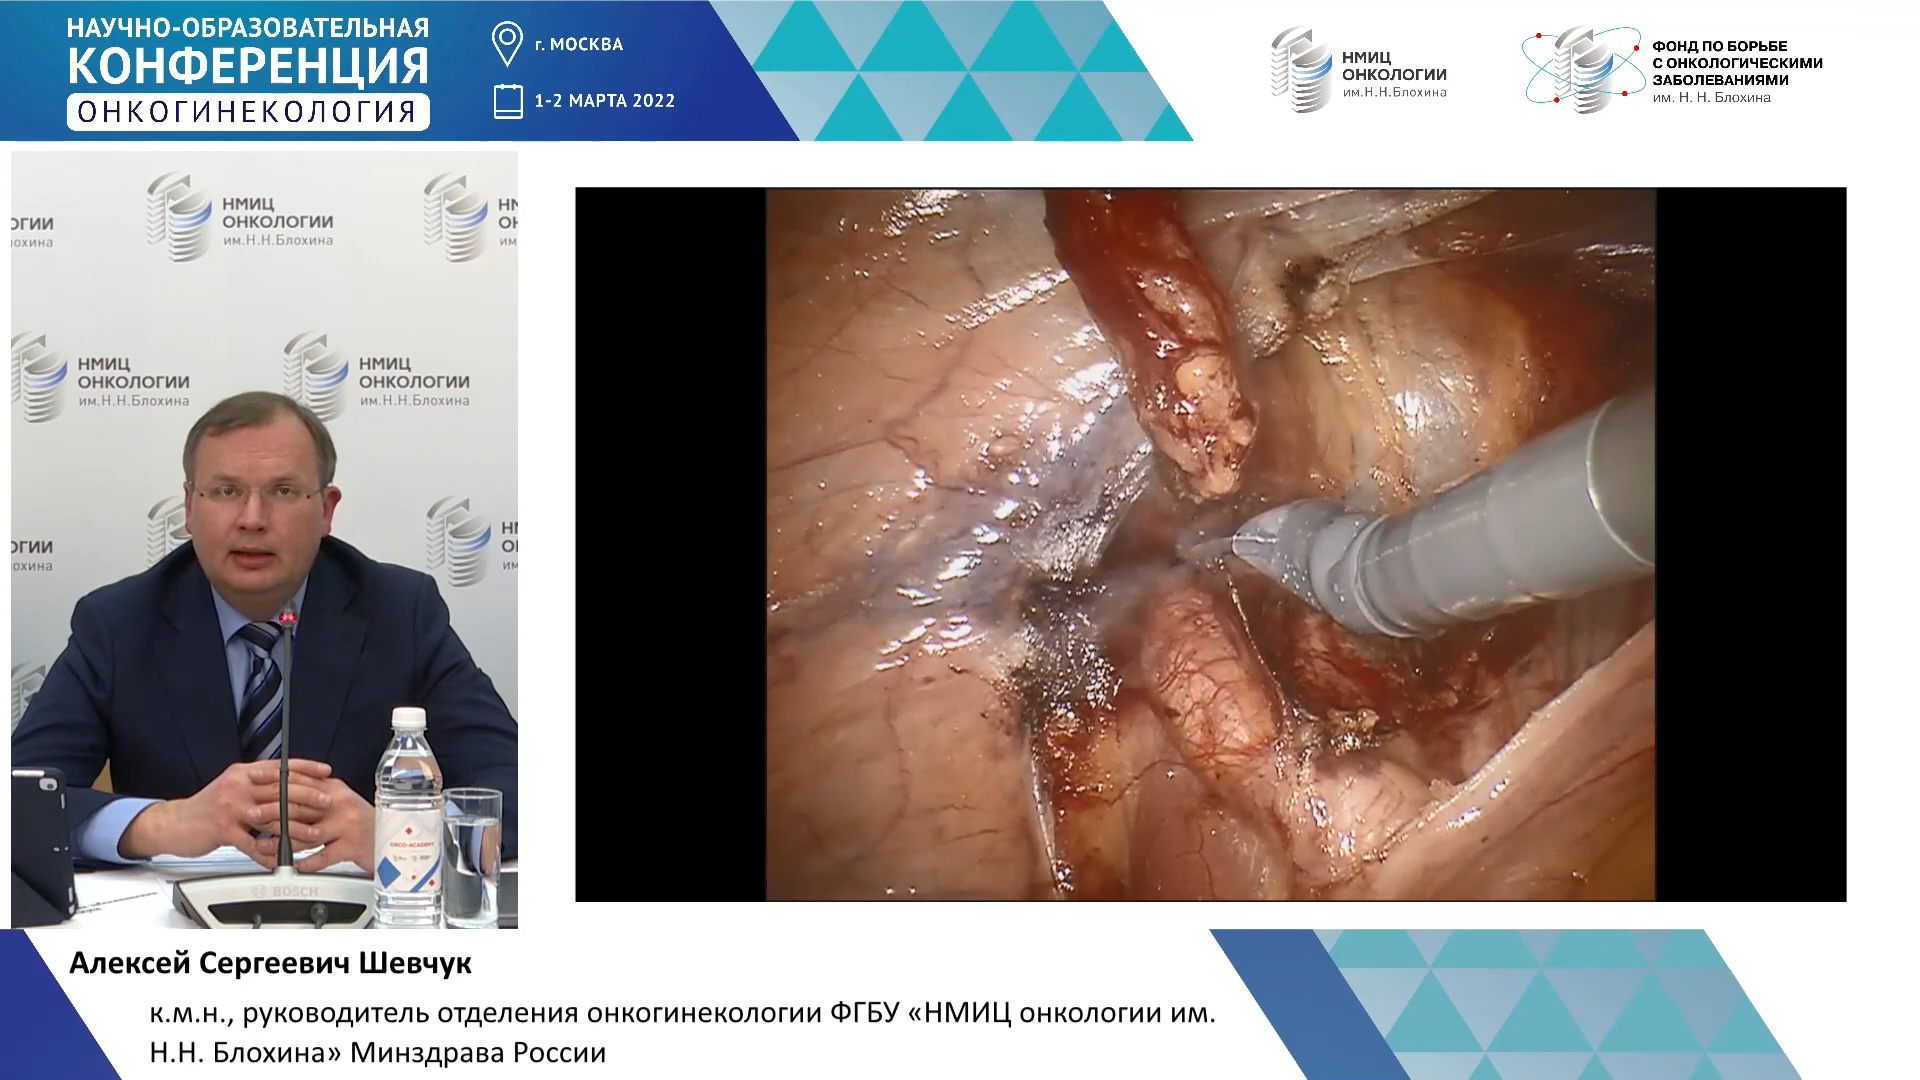 НАУЧНО-ОБРАЗОВАТЕЛЬНАЯ
КОНФЕРЕНЦИЯ
ОНКОГИНЕКОЛОГИЯ
г. МОСКВА
1-2 МАРТА 2022
НМИЦ
ОНКОЛОГИИ
им.Н.Н.Блохина
ФОНД ПО БОРЬБЕ
С ОНКОЛОГИЧЕСКИМИ
ЗАБОЛЕВАНИЯМИ
им. Н. Н. Блохина
НМИЦ
ОНКОЛОГИИ
им.Н.Н.Блохина
НМИЦ
ОНКОЛОГИИ
им.Н.Н.Блохина
НМИЦ
ОНКОЛОГИИ
им.Н.Н.Блохина
ONCO-ACADEMY
BOSCH
Алексей Сергеевич Шевчук
к.м.н., руководитель отделения онкогинекологии ФГБУ «НМИЦ онкологии им.
Н.Н. Блохина» Минздрава России